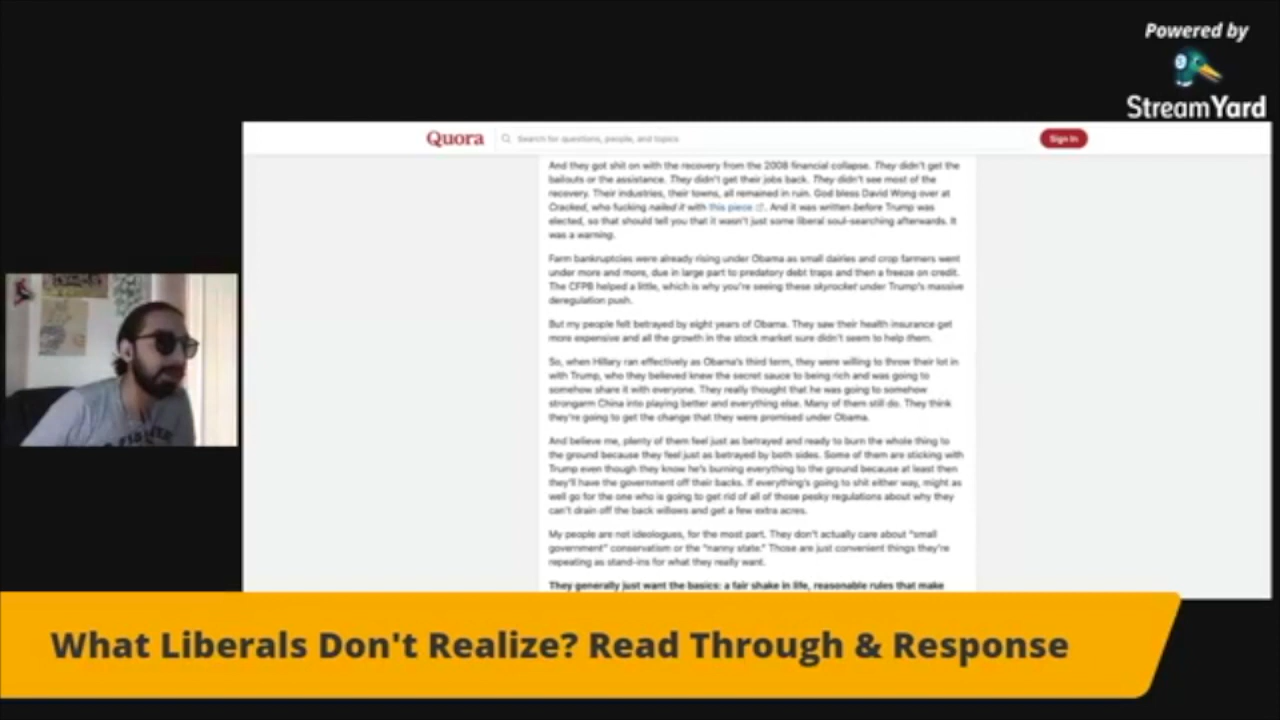 Powered by
StreamYard
Quora
Search for questions, people, and topics
Sign In
And they got shit on with the recovery from the 2008 financial collapse. They didn't get the
bailouts or the assistance. They didn't get their jobs back. They didn't see most of the
recovery. Their industries, their towns, all remained in ruin. God bless David Wong over at
Cracked, who fucking nailed it with this piece. And it was written before Trump was
elected, so that should tell you that it wasn't just some liberal soul-searching afterwards. It
was a warning.
Farm bankruptcies were already rising under Obama as small dairies and crop farmers went
under more and more, due in large part to predatory debt traps and then a freeze on credit.
The CFPB helped a little, which is why you're seeing these skyrocket under Trump's massive
deregulation push.
But my people felt betrayed by eight years of Obama. They saw their health insurance get
more expensive and all the growth in the stock market sure didn't seem to help them.
So, when Hillary ran effectively as Obama's third term, they were willing to throw their lot in
with Trump, who they believed knew the secret sauce to being rich and was going to
somehow share it with everyone. They really thought that he was going to somehow
strongarm China into playing better and everything else. Many of them still do. They think
they're going to get the change that they were promised under Obama.
And believe me, plenty of them feel just as betrayed and ready to burn the whole thing to
the ground because they feel just as betrayed by both sides. Some of them are sticking with
Trump even though they know he's burning everything to the ground because at least then
they'll have the government off their backs. If everything's going to shit either way, might as
well go for the one who is going to get rid of all of those pesky regulations about why they
can't drain off the back willows and get a few extra acres.
My people are not ideologues, for the most part. They don't actually care about "small
government" conservatism or the "nanny state." Those are just convenient things they're
repeating as stand-ins for what they really want.
They generally just want the basics: a fair shake in life, reasonable rules that make
What Liberals Don't Realize? Read Through & Response